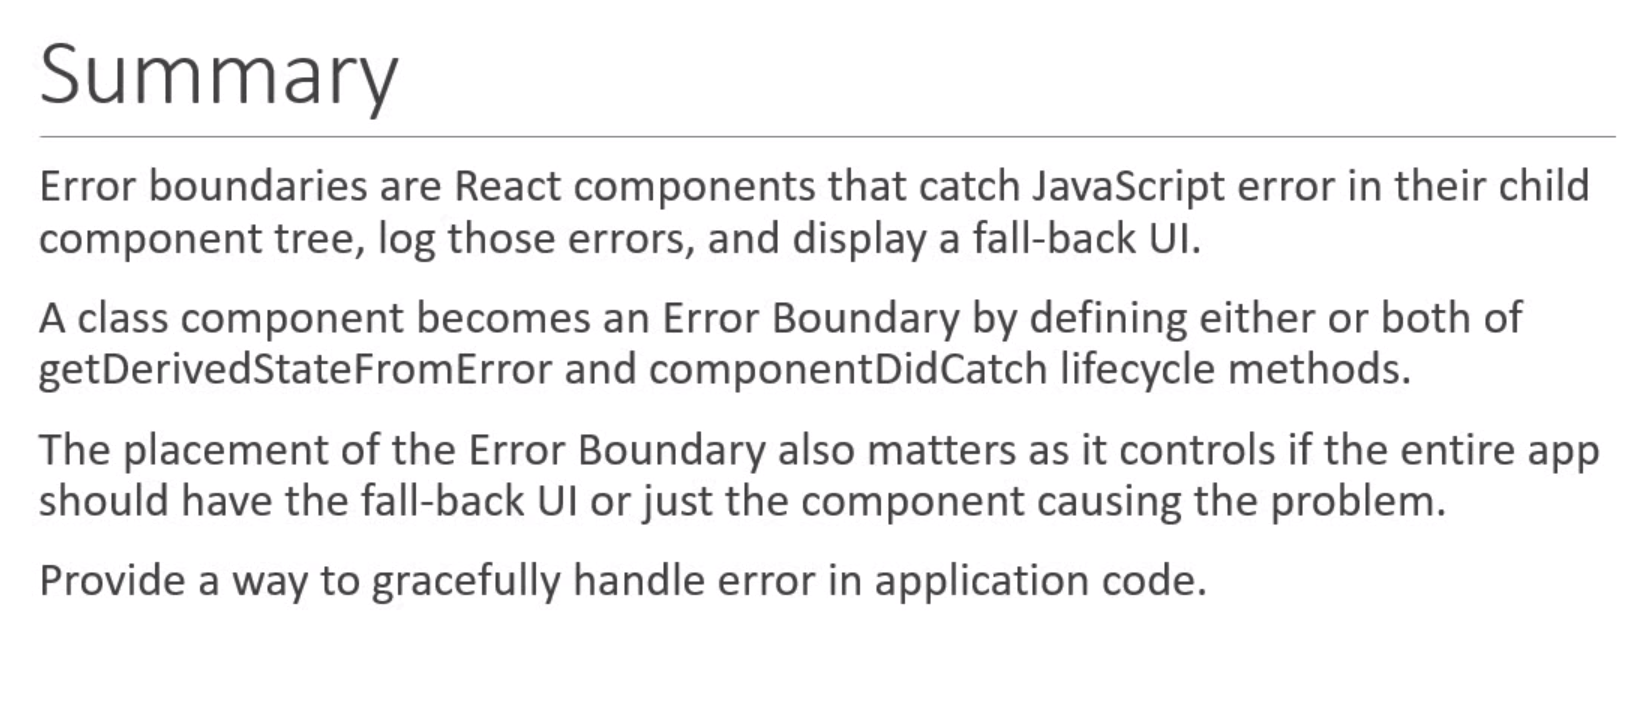 Summary
Error boundaries are React components that catch JavaScript error in their child
component tree, log those errors, and display a fall-back UI.
A class component becomes an Error Boundary by defining either or both of
getDerivedStateFromError and componentDidCatch lifecycle methods.
The placement of the Error Boundary also matters as it controls if the entire app
should have the fall-back UI or just the component causing the problem.
Provide a way to gracefully handle error in application code.